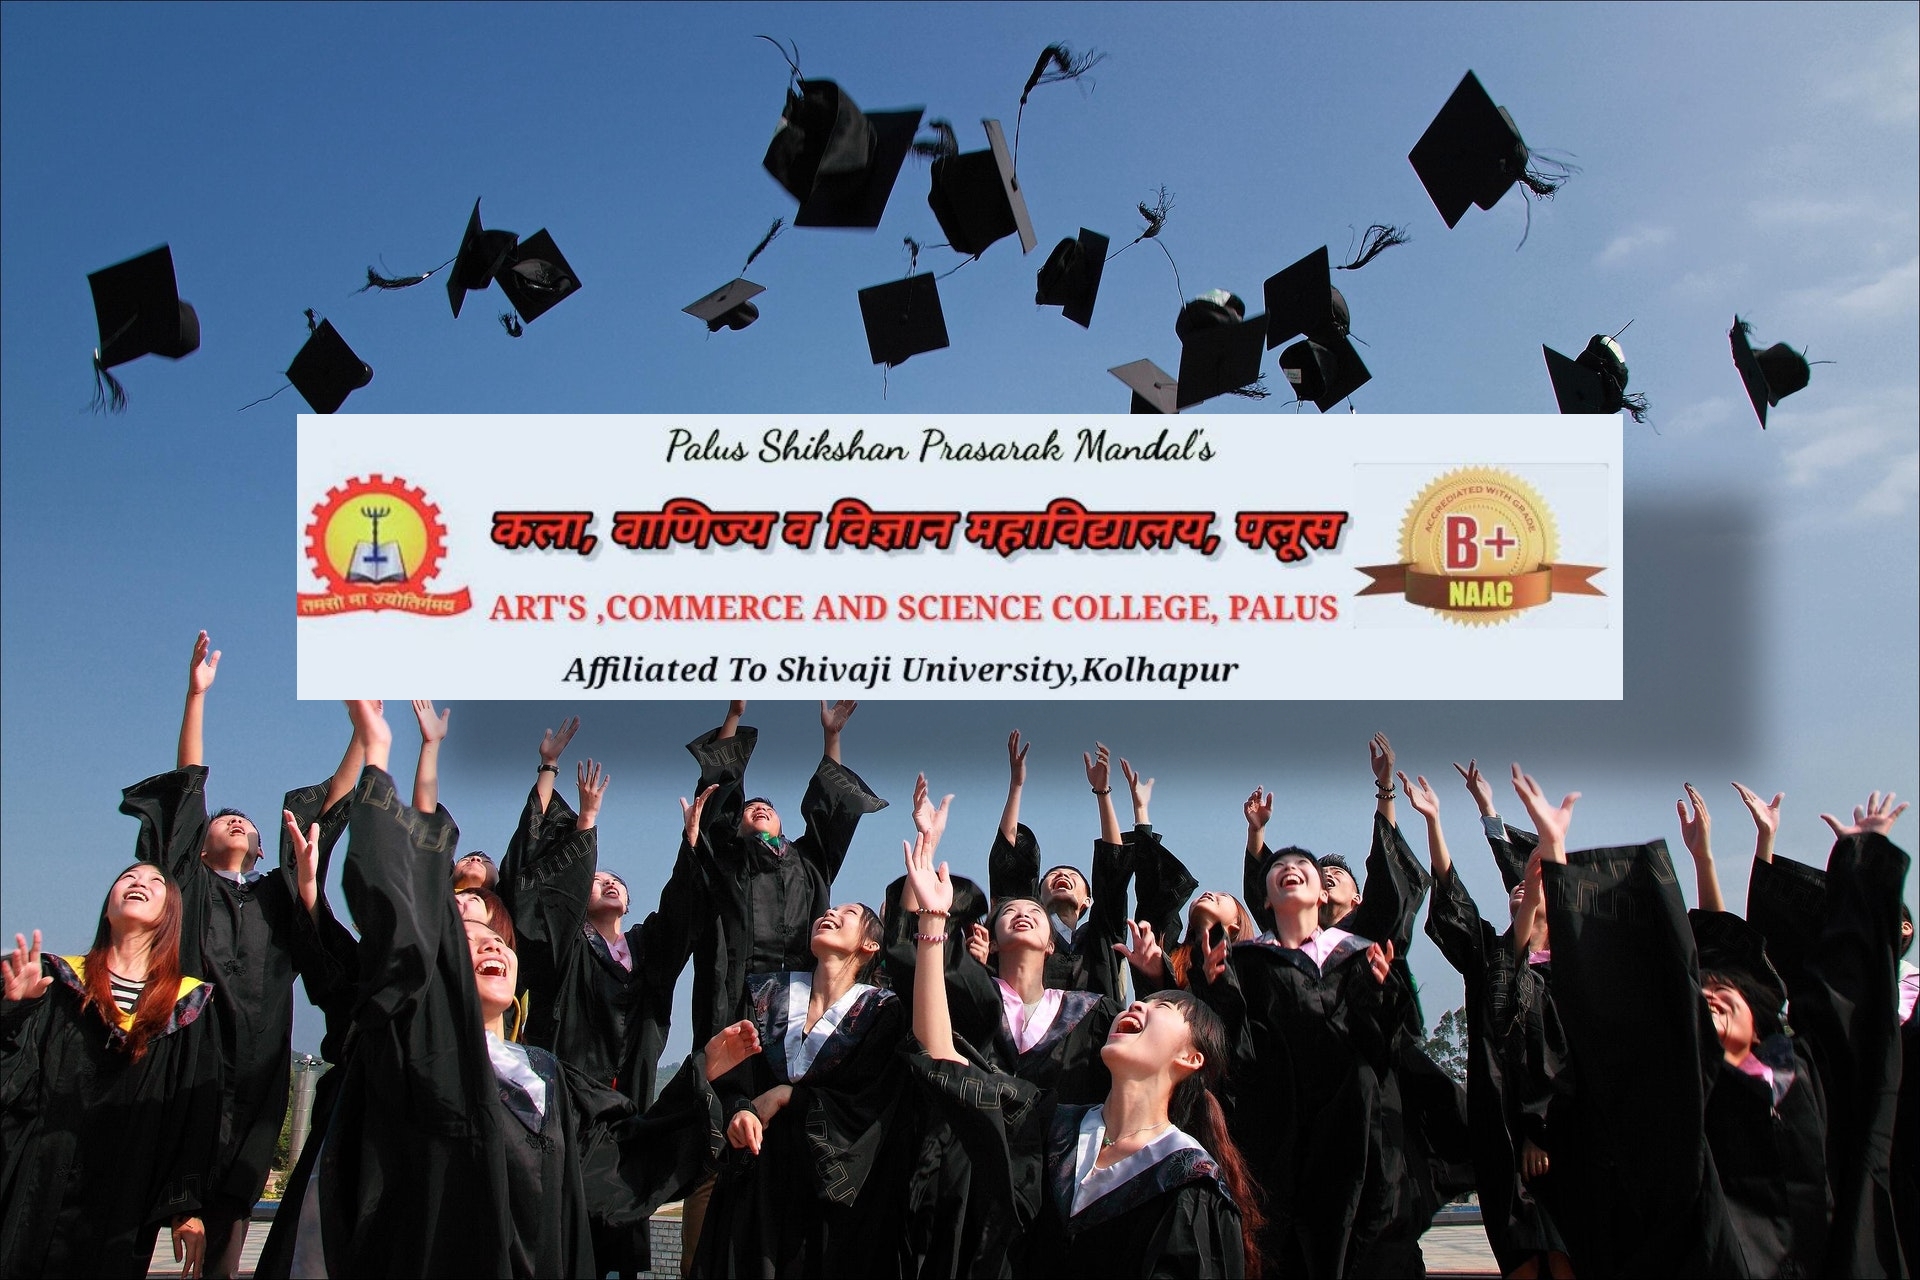 Palus Shikshan Prasarak Mandal's
कला, वाणिज्य व विज्ञान महाविद्यालय, पलूस
ART'S ,COMMERCE AND SCIENCE COLLEGE, PALUS
Affiliated To Shivaji University,Kolhapur
तमसो मा ज्योतिर्गमय
ACCREDIATED WITH GRADE
B+
NAAC